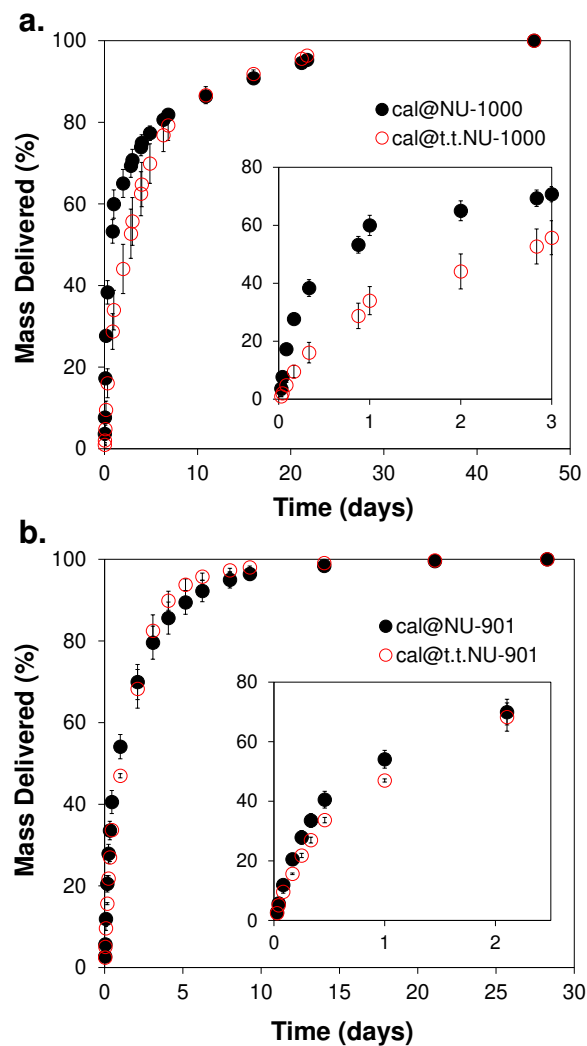 a.
100
80
60
40
20
0
Mass Delivered (%)
cal@NU-1000
cal@t.t.NU-1000
80
60
40
20
0
0 1 2 3
0 10 20 30 40 50
Time (days)
b.
100
80
60
40
20
0
Mass Delivered (%)
cal@NU-901
cal@t.t.NU-901
80
60
40
20
0
0 1 2
0 5 10 15 20 25 30
Time (days)